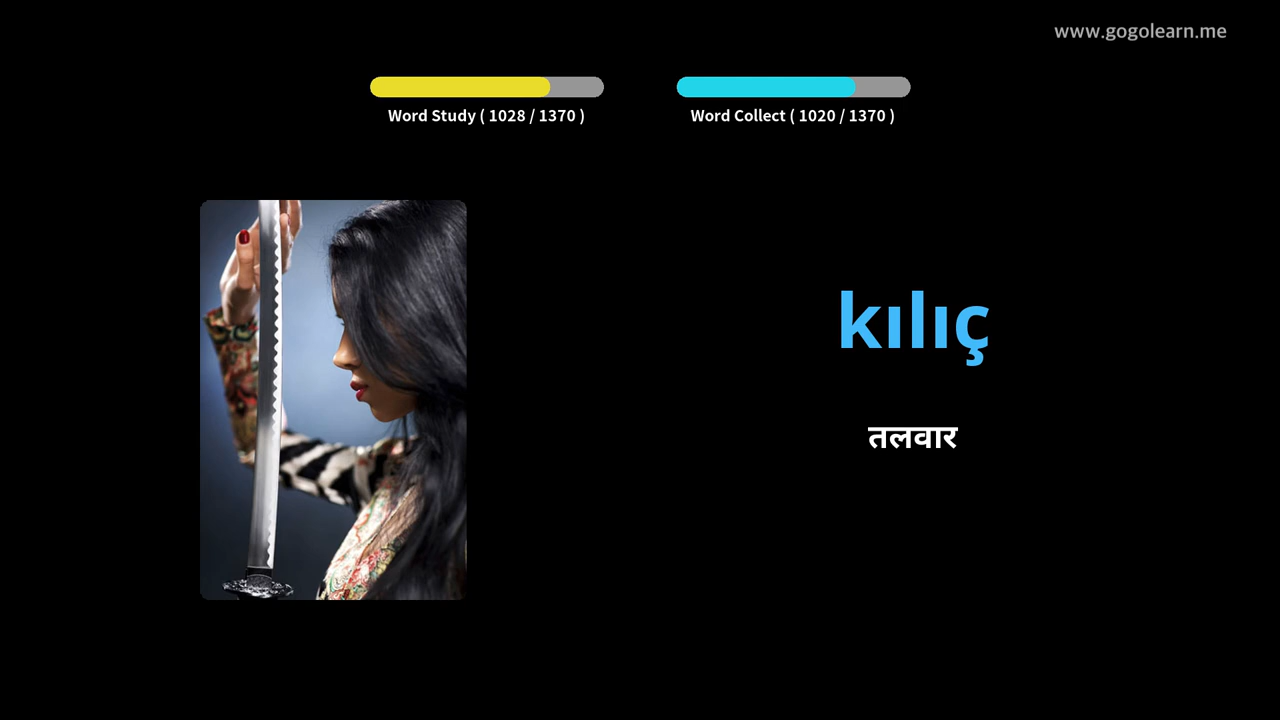 www.gogolearn.me
Word Study ( 1028 / 1370 )
Word Collect ( 1020 / 1370 )
kılıç
तलवार